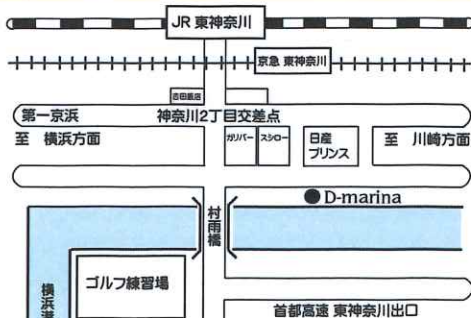 JR 東神奈川
京急 東神奈川
吉田飯店
第一京浜
神奈川2丁目交差点
至 横浜方面
ガリバー
スシロー
日産
プリンス
至 川崎方面
D-marina
村雨橋
横浜港
ゴルフ練習場
首都高速 東神奈川出口